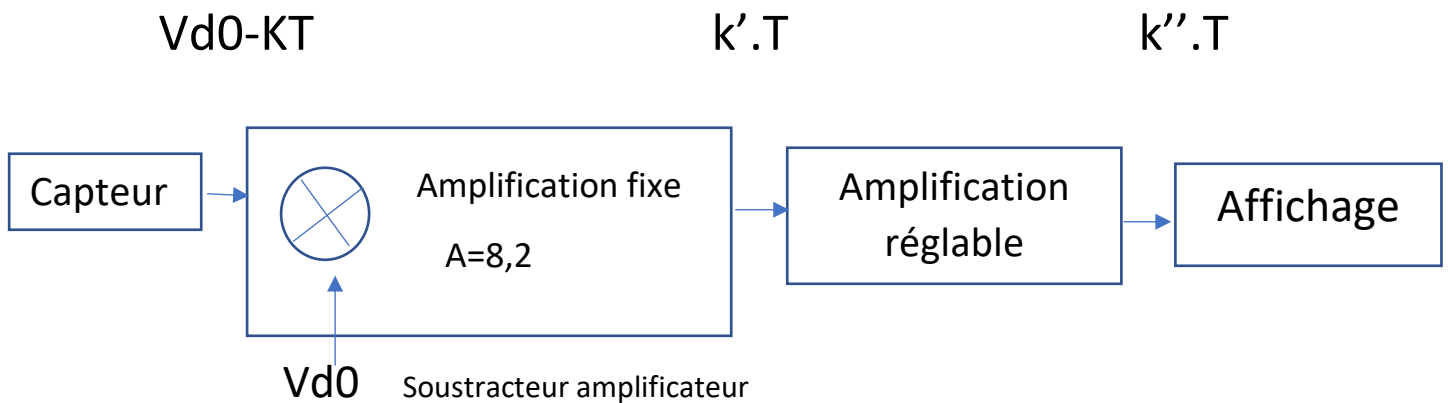 Vd0-KT
k’.T
k’’.T
Capteur
Amplification fixe
A=8,2
Amplification
réglable
Affichage
Vd0
Soustracteur amplificateur